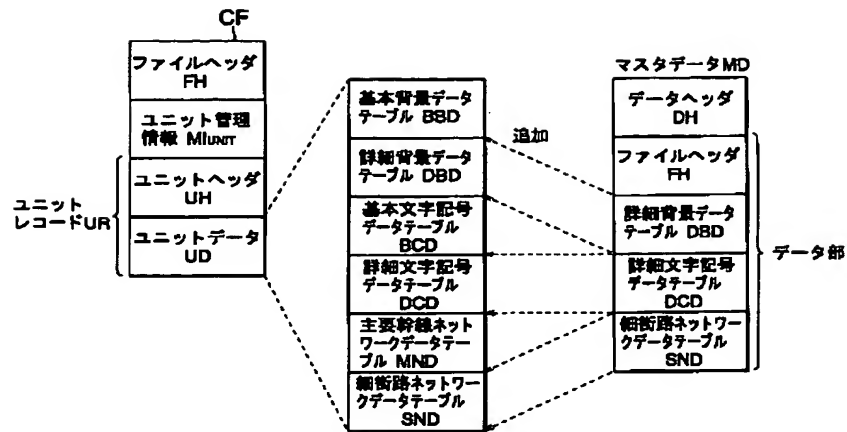 CF
ファイルヘッダ
FH
ユニット管理
情報 MIUNIT
ユニットヘッダ
UH
ユニットデータ
UD
ユニット
レコードUR
基本背景データ
テーブル BBD
詳細背景データ
テーブル DBD
基本文字記号
データテーブル
BCD
詳細文字記号
データテーブル
DCD
主要幹線ネット
ワークデータテー
ブル MND
細街路ネットワー
クデータテーブル
SND
追加
マスタデータMD
データヘッダ
DH
ファイルヘッダ
FH
詳細背景データ
テーブル DBD
詳細文字記号
データテーブル
DCD
細街路ネットワー
クデータテーブル
SND
データ部